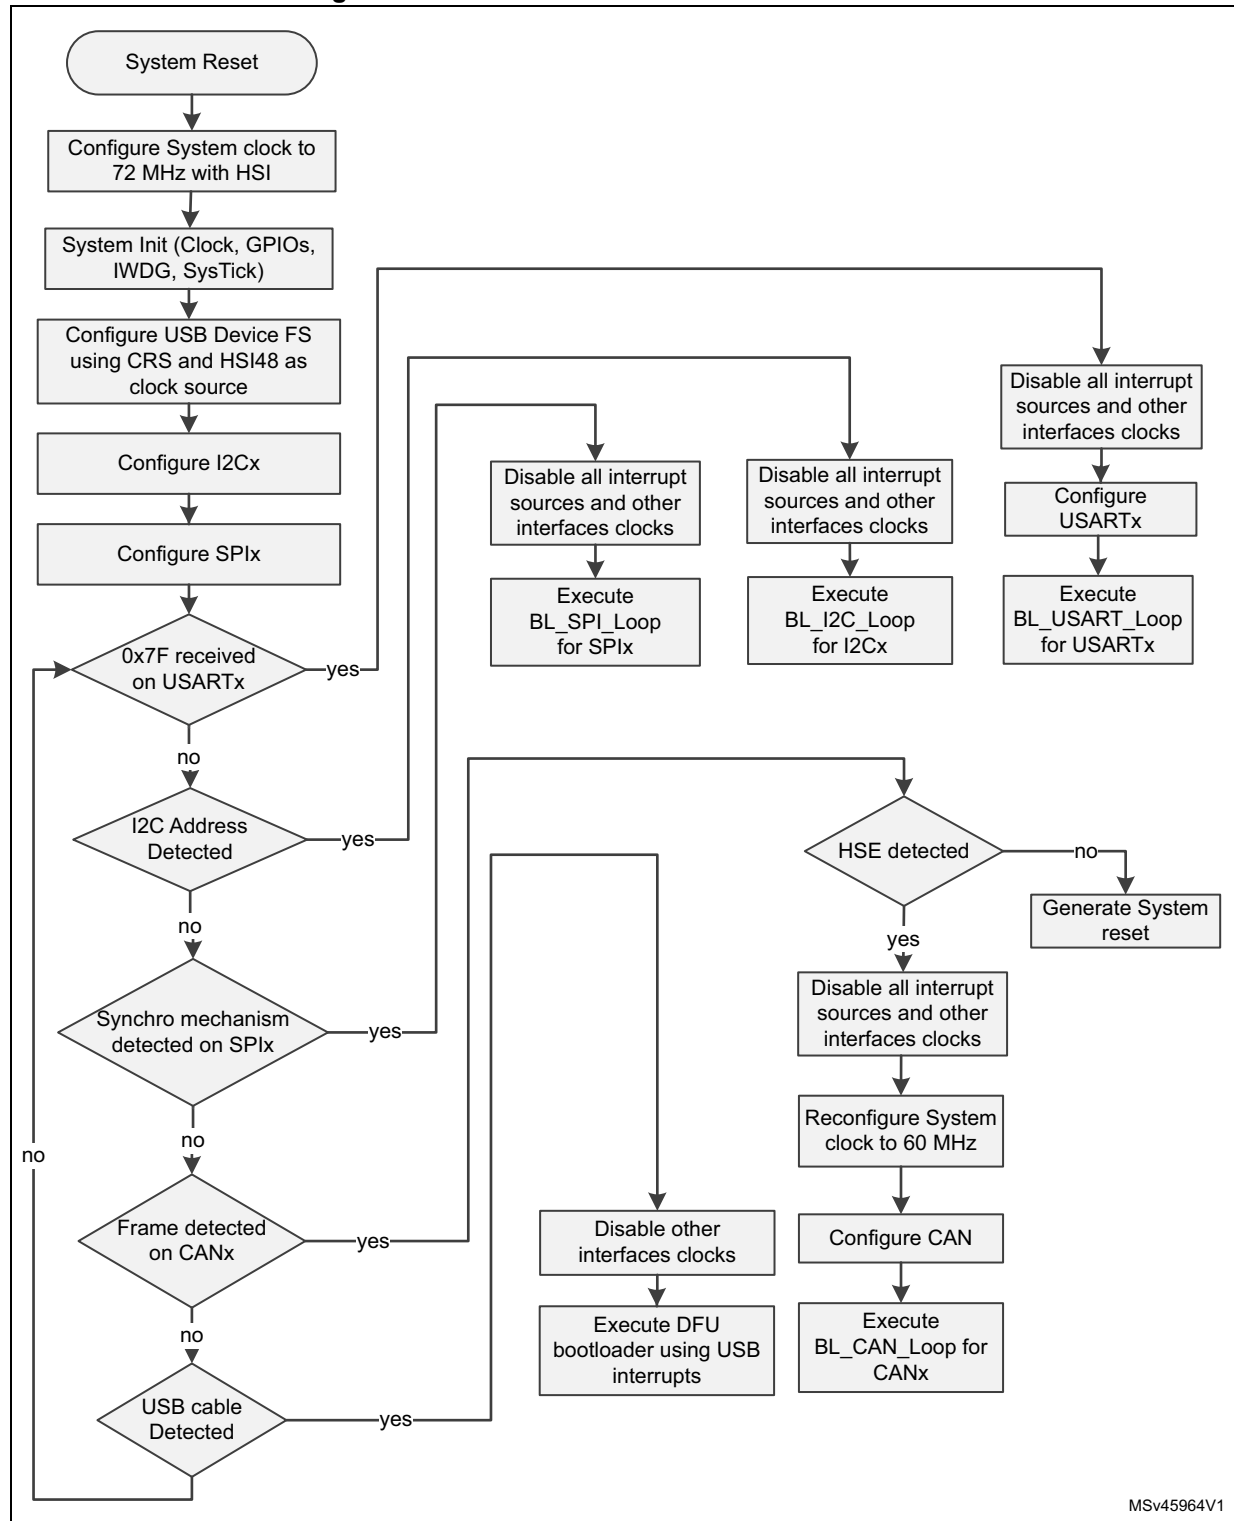 System Reset
Configure System clock to
72 MHz with HSI
System Init (Clock, GPIOs,
IWDG, SysTick)
Configure USB Device FS
using CRS and HSI48 as
clock source
Configure I2Cx
Configure SPIx
0x7F received
on USARTx
yes
no
I2C Address
Detected
yes
no
Synchro mechanism
detected on SPIx
yes
no
Frame detected
on CANx
yes
no
USB cable
Detected
yes
no
Disable all interrupt
sources and other
interfaces clocks
Execute
BL_SPI_Loop
for SPIx
Disable all interrupt
sources and other
interfaces clocks
Execute
BL_I2C_Loop
for I2Cx
Disable all interrupt
sources and other
interfaces clocks
Configure
USARTx
Execute
BL_USART_Loop
for USARTx
HSE detected
no
Generate System
reset
yes
Disable all interrupt
sources and other
interfaces clocks
Reconfigure System
clock to 60 MHz
Configure CAN
Execute
BL_CAN_Loop for
CANx
Disable other
interfaces clocks
Execute DFU
bootloader using USB
interrupts
MSv45964V1